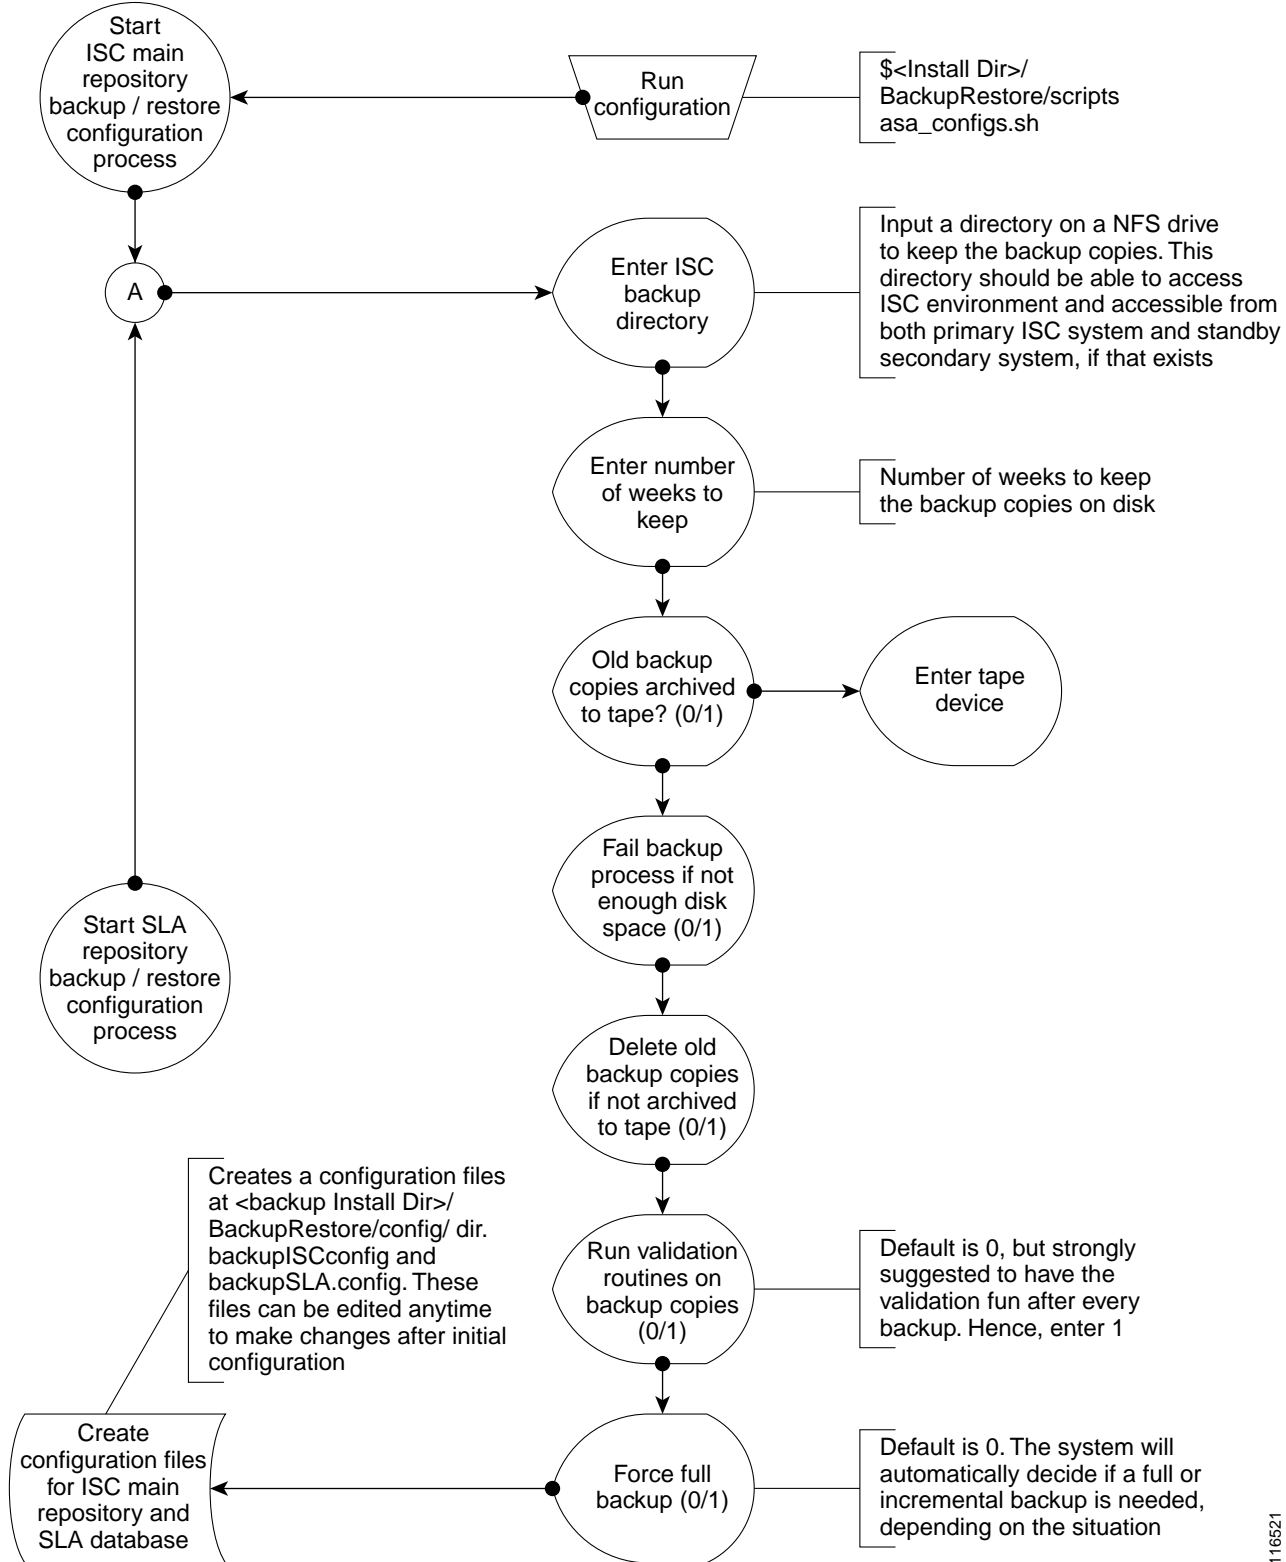 Start
ISC main
repository
backup / restore
configuration
process
Run
configuration
$<Install Dir>/
BackupRestore/scripts
asa_configs.sh
A
Enter ISC
backup
directory
Input a directory on a NFS drive
to keep the backup copies. This
directory should be able to access
ISC environment and accessible from
both primary ISC system and standby
secondary system, if that exists
Enter number
of weeks to
keep
Number of weeks to keep
the backup copies on disk
Old backup
copies archived
to tape? (0/1)
Enter tape
device
Fail backup
process if not
enough disk
space (0/1)
Start SLA
repository
backup / restore
configuration
process
Delete old
backup copies
if not archived
to tape (0/1)
Creates a configuration files
at <backup Install Dir>/
BackupRestore/config/ dir.
backupISCconfig and
backupSLA.config. These
files can be edited anytime
to make changes after initial
configuration
Run validation
routines on
backup copies
(0/1)
Default is 0, but strongly
suggested to have the
validation fun after every
backup. Hence, enter 1
Create
configuration files
for ISC main
repository and
SLA database
Force full
backup (0/1)
Default is 0. The system will
automatically decide if a full or
incremental backup is needed,
depending on the situation
116521